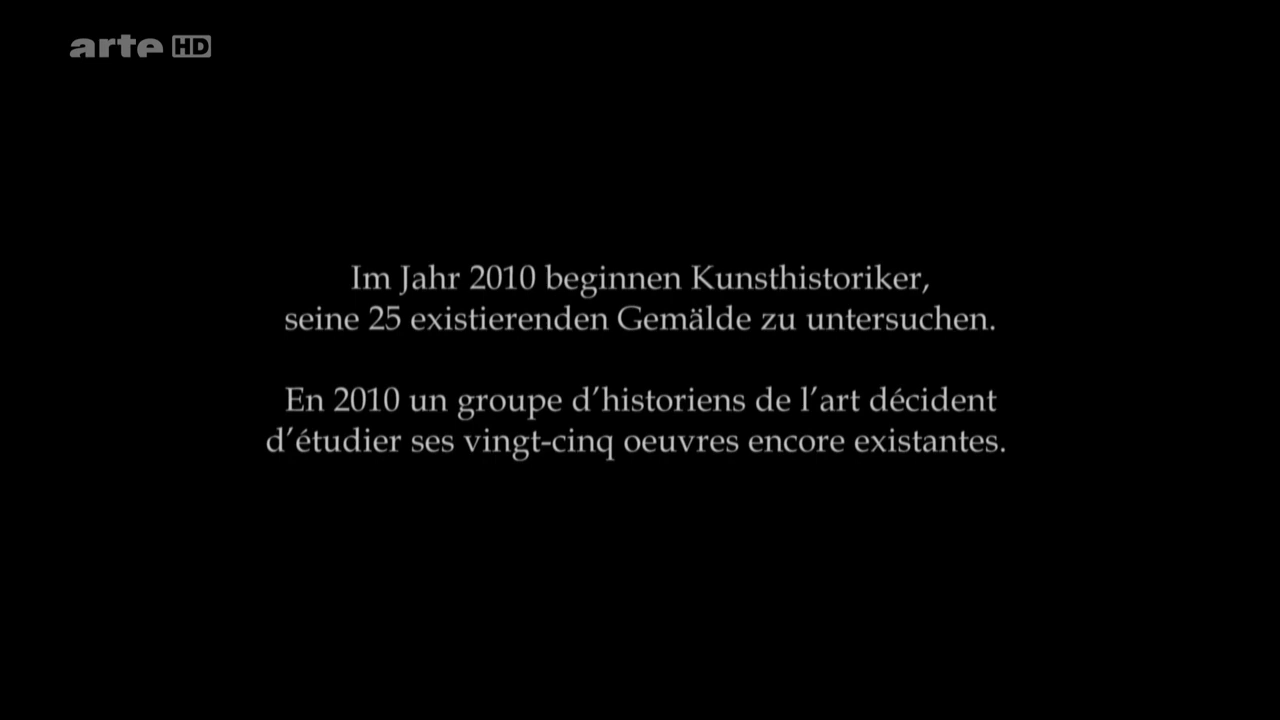 arte HD
Im Jahr 2010 beginnen Kunsthistoriker,
seine 25 existierenden Gemälde zu untersuchen.
En 2010 un groupe d’historiens de l’art décident
d’étudier ses vingt-cinq oeuvres encore existantes.